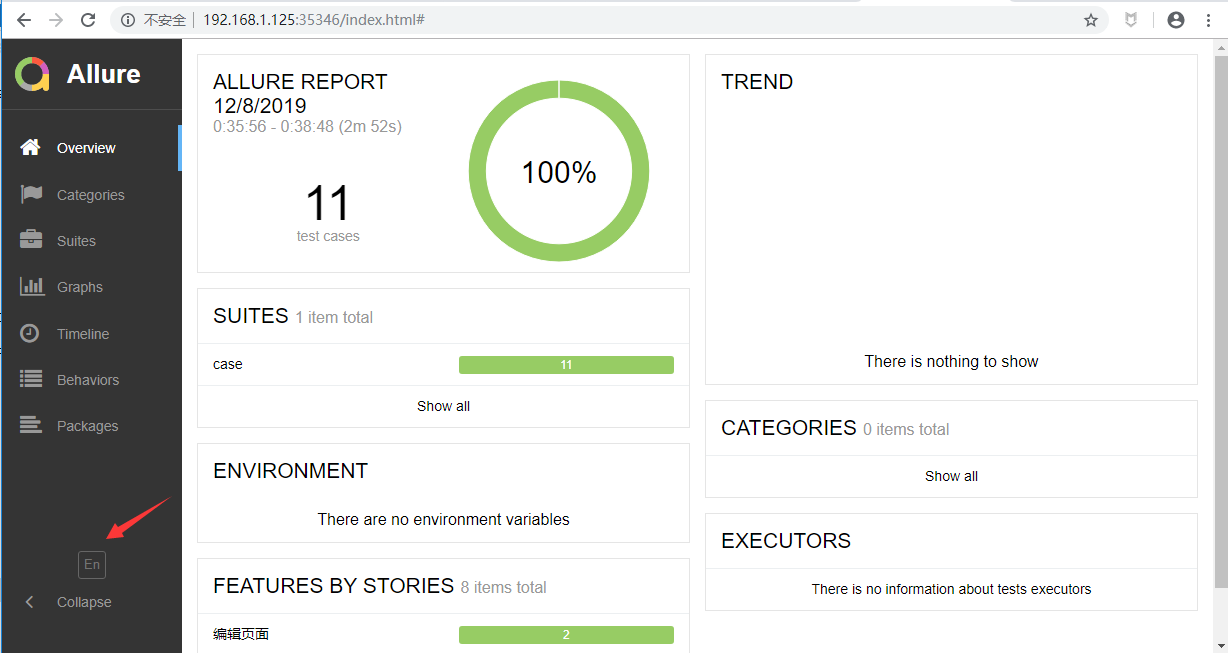 不安全 192.168.1.125:35346/index.html#
Allure
Overview
Categories
Suites
Graphs
Timeline
Behaviors
Packages
En
Collapse
ALLURE REPORT
12/8/2019
0:35:56 - 0:38:48 (2m 52s)
11
test cases
100%
SUITES 1 item total
case 11
Show all
ENVIRONMENT
There are no environment variables
FEATURES BY STORIES 8 items total
编辑页面 2
TREND
There is nothing to show
CATEGORIES 0 items total
Show all
EXECUTORS
There is no information about tests executors